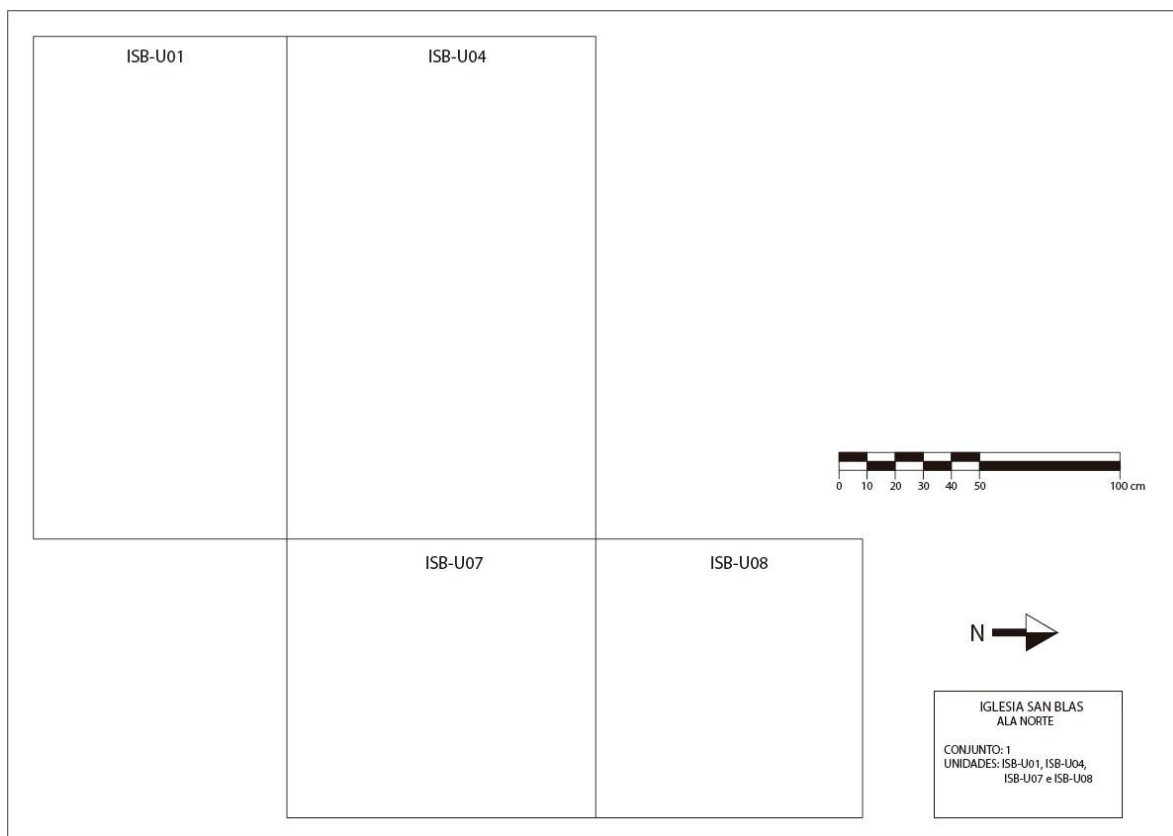 ISB-U01
ISB-U04
0 10 20 30 40 50 100 cm
ISB-U07
ISB-U08
N
IGLESIA SAN BLAS
ALA NORTE
CONJUNTO: 1
UNIDADES: ISB-U01, ISB-U04,
ISB-U07 e ISB-U08